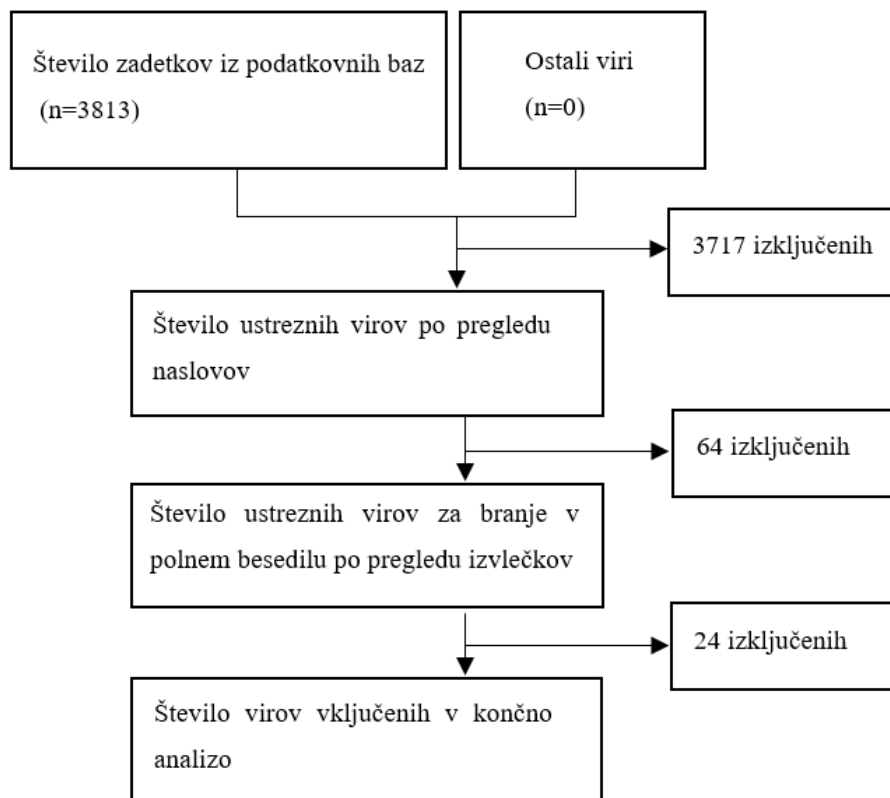 Število zadetkov iz podatkovnih baz
(n=3813)
Ostali viri
(n=0)
3717 izključenih
Število ustreznih virov po pregledu
naslovov
64 izključenih
Število ustreznih virov za branje v
polnem besedilu po pregledu izvlečkov
24 izključenih
Število virov vključenih v končno
analizo